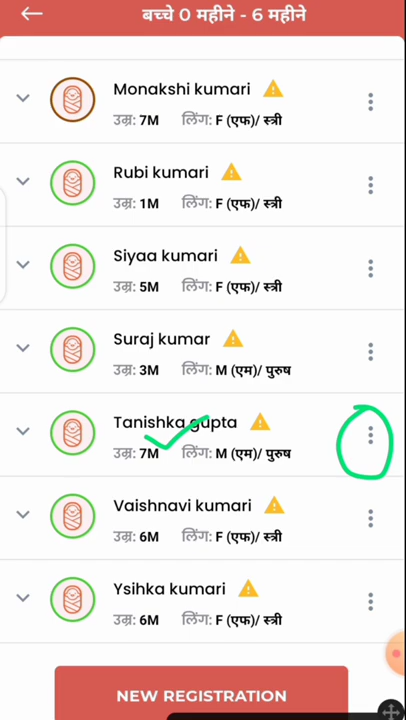 बच्चे 0 महीने - 6 महीने
Monakshi kumari
उम्र: 7M लिंग: F (एफ)/ स्त्री
Rubi kumari
उम्र: 1M लिंग: F (एफ)/ स्त्री
Siyaa kumari
उम्र: 5M लिंग: F (एफ)/ स्त्री
Suraj kumar
उम्र: 3M लिंग: M (एम)/ पुरुष
Tanishka gupta
उम्र: 7M लिंग: M (एम)/ पुरुष
Vaishnavi kumari
उम्र: 6M लिंग: F (एफ)/ स्त्री
Ysihka kumari
उम्र: 6M लिंग: F (एफ)/ स्त्री
NEW REGISTRATION